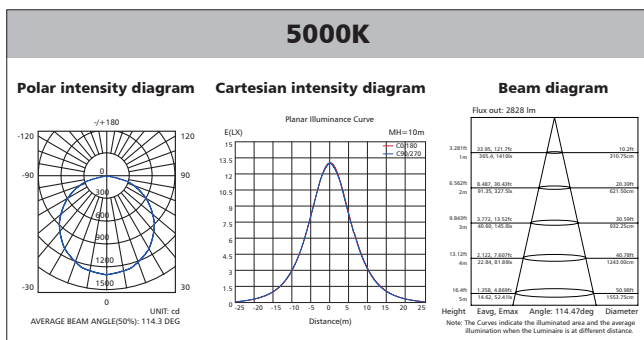 5000K
Polar intensity diagram
-/+180
-120
120
-90
90
0
300
600
900
1200
1500
-30
30
0
UNIT: cd
AVERAGE BEAM ANGLE(50%): 114.3 DEG
Cartesian intensity diagram
Planar Illuminance Curve
E(LX)
MH=10m
C0/180
C90/270
15
13.5
12
10.5
9
7.5
6
4.5
3
1.5
0
-25 -20 -15 -10 -5 0 5 10 15 20 25
Distance(m)
Beam diagram
Flux out: 2828 lm
3.281ft 33.95, 121.7fc 10.2ft
1m 365.4, 1410lx 310.75cm
6.562ft 8.487, 30.43fc 20.39ft
2m 91.35, 327.5lx 621.50cm
9.843ft 3.772, 13.52fc 30.59ft
3m 40.60, 145.6lx 932.25cm
13.12ft 2.122, 7.607fc 40.78ft
4m 22.84, 81.89lx 1243.00cm
16.4ft 1.358, 4.869fc 50.98ft
5m 14.62, 52.41lx 1553.75cm
Height Eavg, Emax Angle: 114.47deg Diameter
Note: The Curves indicate the illuminated area and the average
illumination when the Luminaire is at different distance.